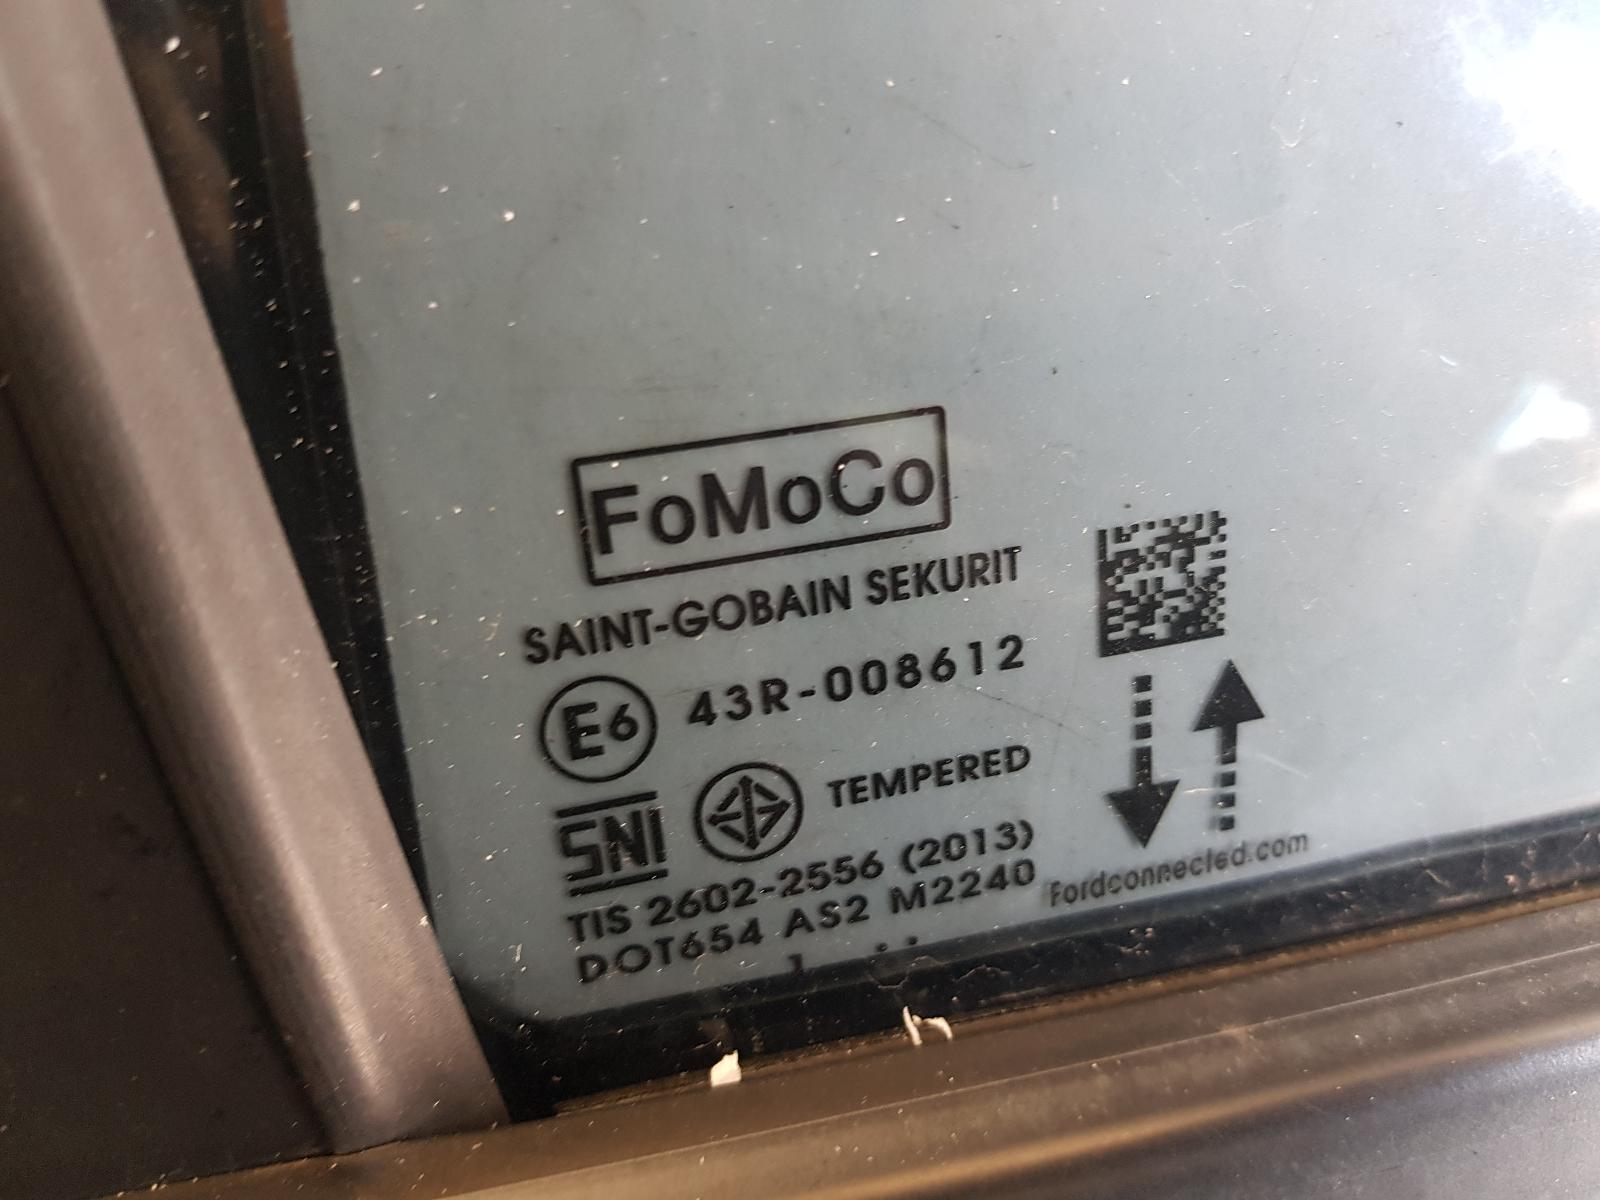 FoMoCo
SAINT-GOBAIN SEKURIT
E6 43R-008612
SNI TEMPERED
TIS 2602-2556 (2013)
DOT654 AS2 M2240
Fordconnected.com